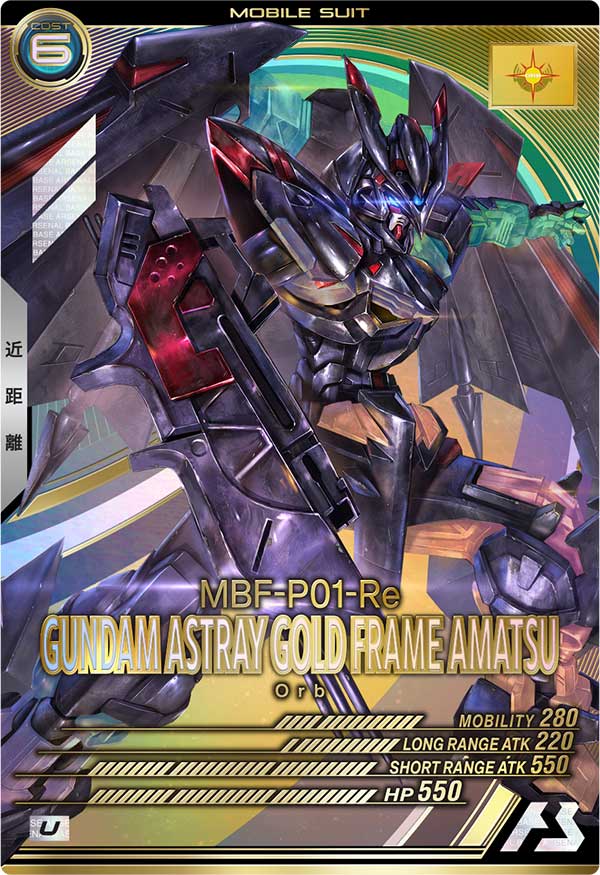 MOBILE SUIT
COST
6
近距離
MBF-P01-Re
GUNDAM ASTRAY GOLD FRAME AMATSU
Orb
MOBILITY 280
LONG RANGE ATK 220
SHORT RANGE ATK 550
HP 550
U